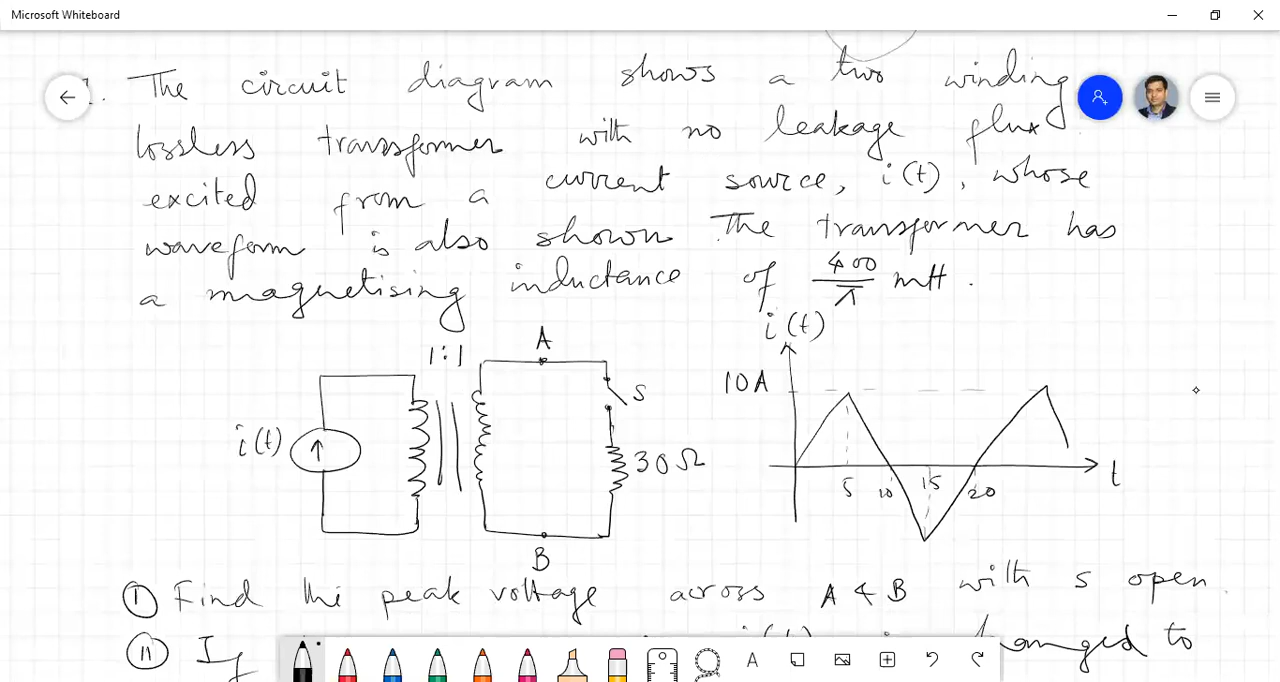 Microsoft Whiteboard
The circuit diagram shows a two winding
lossless transformer with no leakage flux
excited from a current source, i(t), whose
waveform is also shown. The transformer has
a magnetising inductance of 400/π mH.
i(t)
A
1:1
10A
S
i(t)
30Ω
t
5 10 15 20
B
I Find the peak voltage across A & B with S open
II If i(t) changed to
A